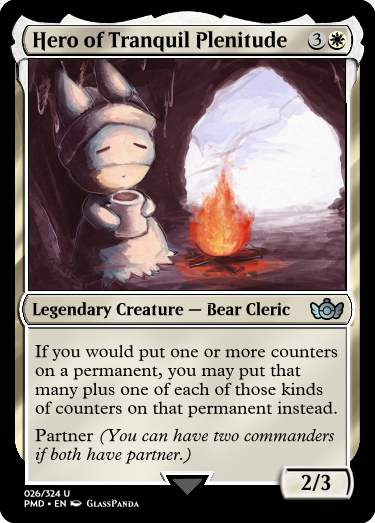 Hero of Tranquil Plenitude 3
Legendary Creature — Bear Cleric
If you would put one or more counters
on a permanent, you may put that
many plus one of each of those kinds
of counters on that permanent instead.
Partner (You can have two commanders
if both have partner.)
2/3
026/324 U
PMD • EN GlassPanda